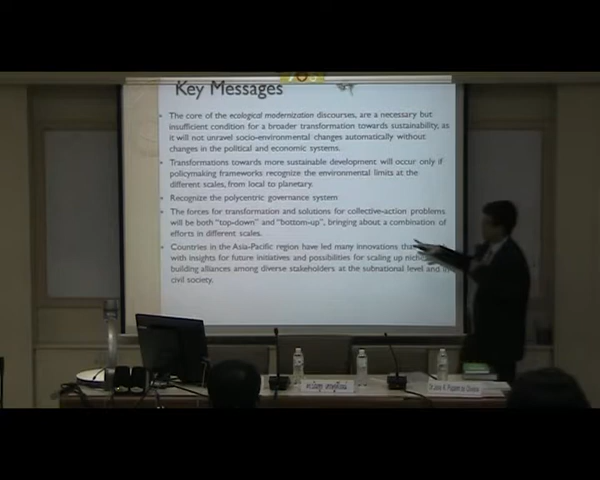 Key Messages
The core of the ecological modernization discourses, are a necessary but
insufficient condition for a broader transformation towards sustainability, as
it will not unravel socio-environmental changes automatically without
changes in the political and economic systems.
Transformations towards more sustainable development will occur only if
policymaking frameworks recognize the environmental limits at the
different scales, from local to planetary.
Recognize the polycentric governance system
The forces for transformation and solutions for collective-action problems
will be both "top-down" and "bottom-up", bringing about a combination of
efforts in different scales.
Countries in the Asia-Pacific region have led many innovations
with insights for future initiatives and possibilities for scaling up
building alliances among diverse stakeholders at the subnational level and in
civil society.